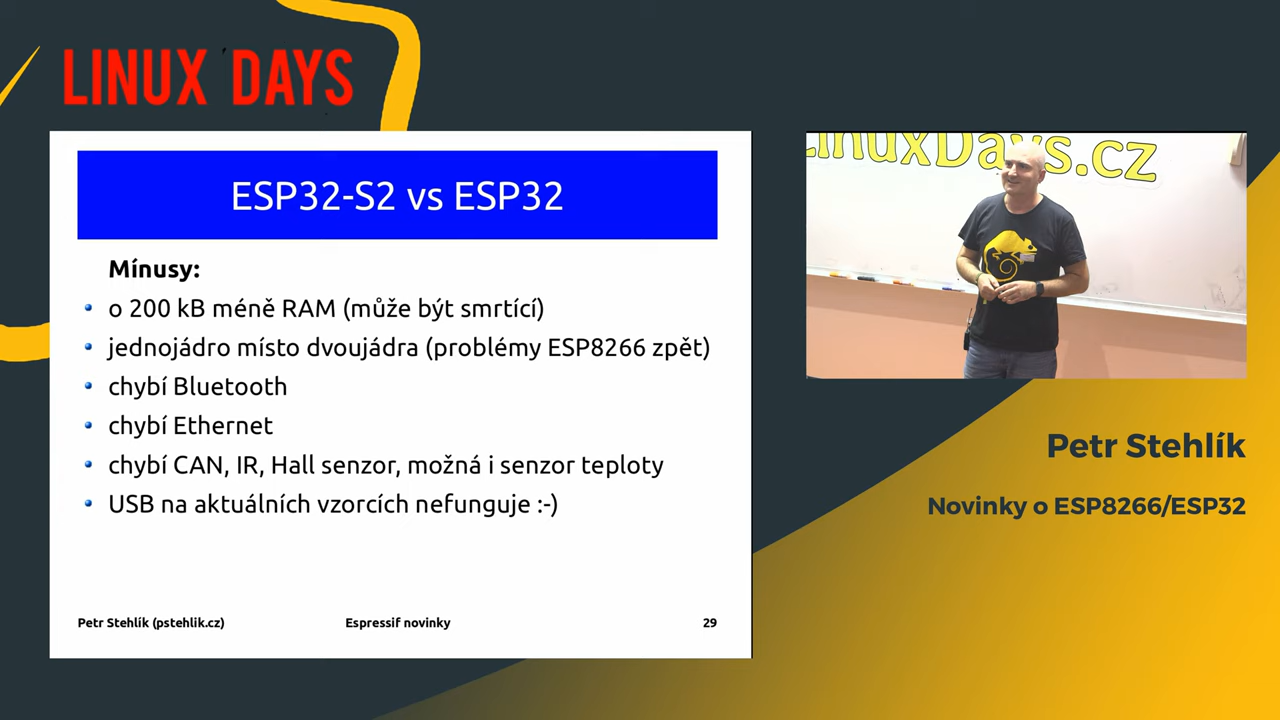 LINUX DAYS
ESP32-S2 vs ESP32
Mínusy:
o 200 kB méně RAM (může být smrtící)
jednojádro místo dvoujádra (problémy ESP8266 zpět)
chybí Bluetooth
chybí Ethernet
chybí CAN, IR, Hall senzor, možná i senzor teploty
USB na aktuálních vzorcích nefunguje :-)
Petr Stehlík (pstehlik.cz)
Espressif novinky
29
LinuxDays.cz
Petr Stehlík
Novinky o ESP8266/ESP32